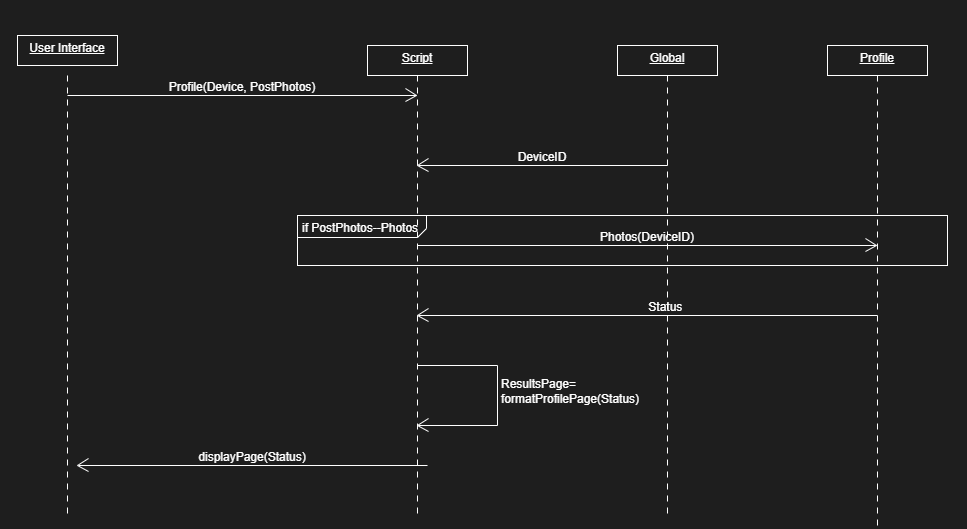 User Interface
Script
Global
Profile
Profile(Device, PostPhotos)
DeviceID
if PostPhotos--Photos
Photos(DeviceID)
Status
ResultsPage=
formatProfilePage(Status)
displayPage(Status)